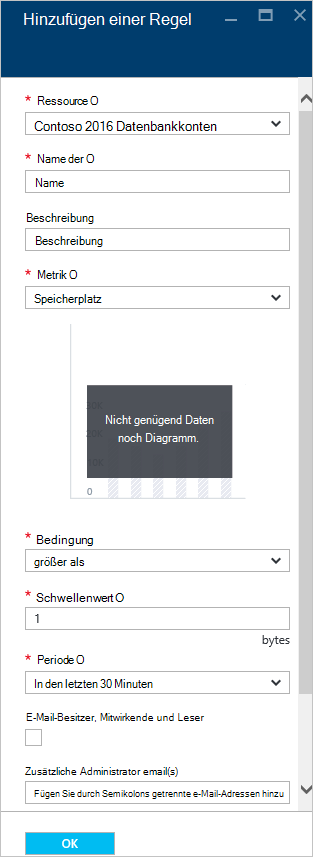 Hinzufügen einer Regel
* Ressource O
Contoso 2016 Datenbankkonten
* Name der O
Name
Beschreibung
Beschreibung
* Metrik O
Speicherplatz
Nicht genügend Daten
noch Diagramm.
0
* Bedingung
größer als
* Schwellenwert O
1
bytes
* Periode O
In den letzten 30 Minuten
E-Mail-Besitzer, Mitwirkende und Leser
Zusätzliche Administrator email(s)
Fügen Sie durch Semikolons getrennte e-Mail-Adressen hinzu
OK